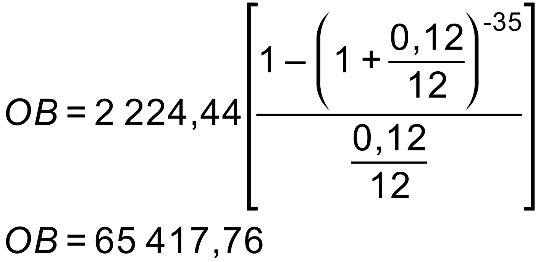 OB = 2 224,44 [ (1 – (1 + 0,12/12)^-35) / (0,12/12) ]
OB = 65 417,76